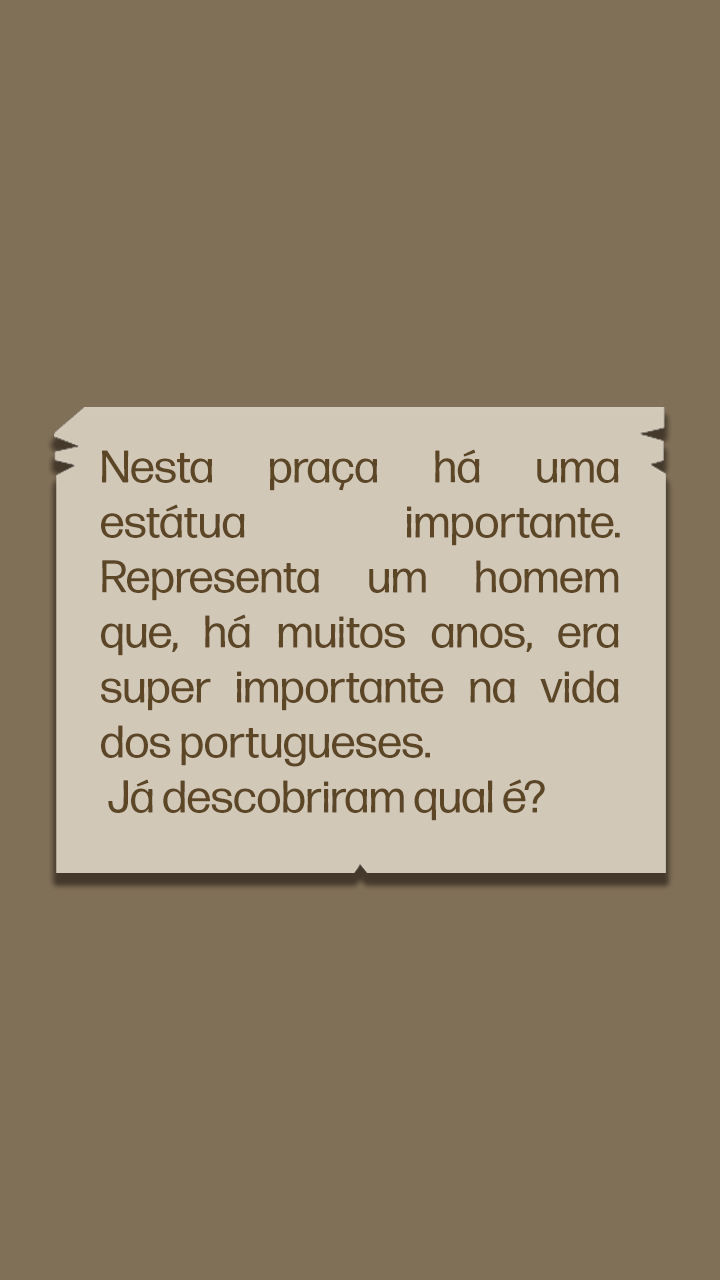 Nesta praça há uma
estátua importante.
Representa um homem
que, há muitos anos, era
super importante na vida
dos portugueses.
Já descobriram qual é?